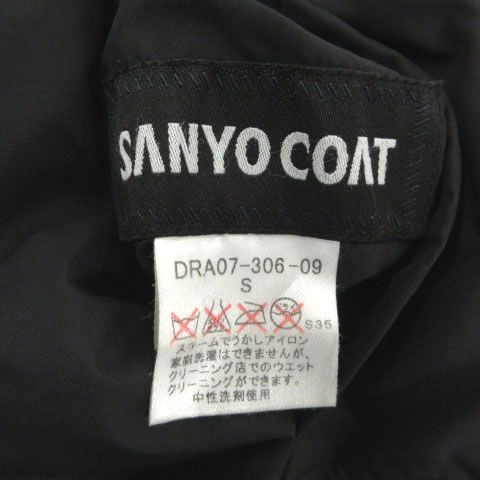 SANYO COAT
DRA07-306-09
S
S35
スチームでうかしアイロン
家庭洗濯はできませんが、
クリーニング店でのウエット
クリーニングができます。
中性洗剤使用